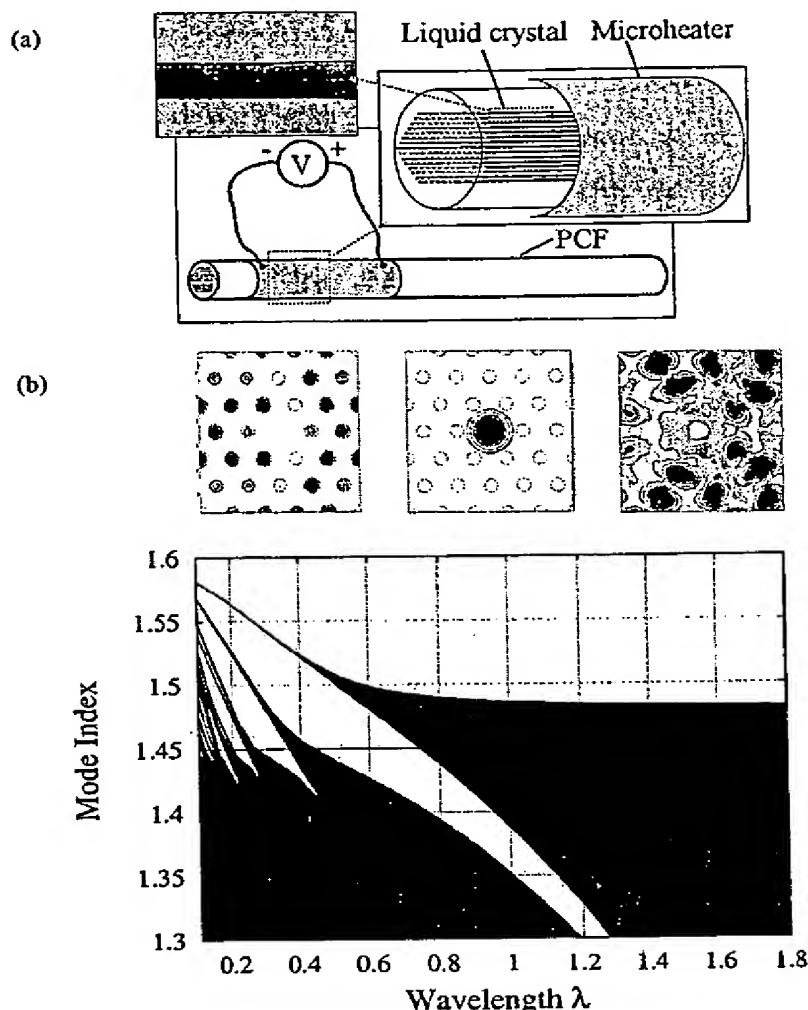 (a)
Liquid crystal Microheater
- V +
PCF
(b)
1.6
1.55
1.5
1.45
1.4
1.35
1.3
Mode Index
0.2 0.4 0.6 0.8 1 1.2 1.4 1.6 1.8
Wavelength λ